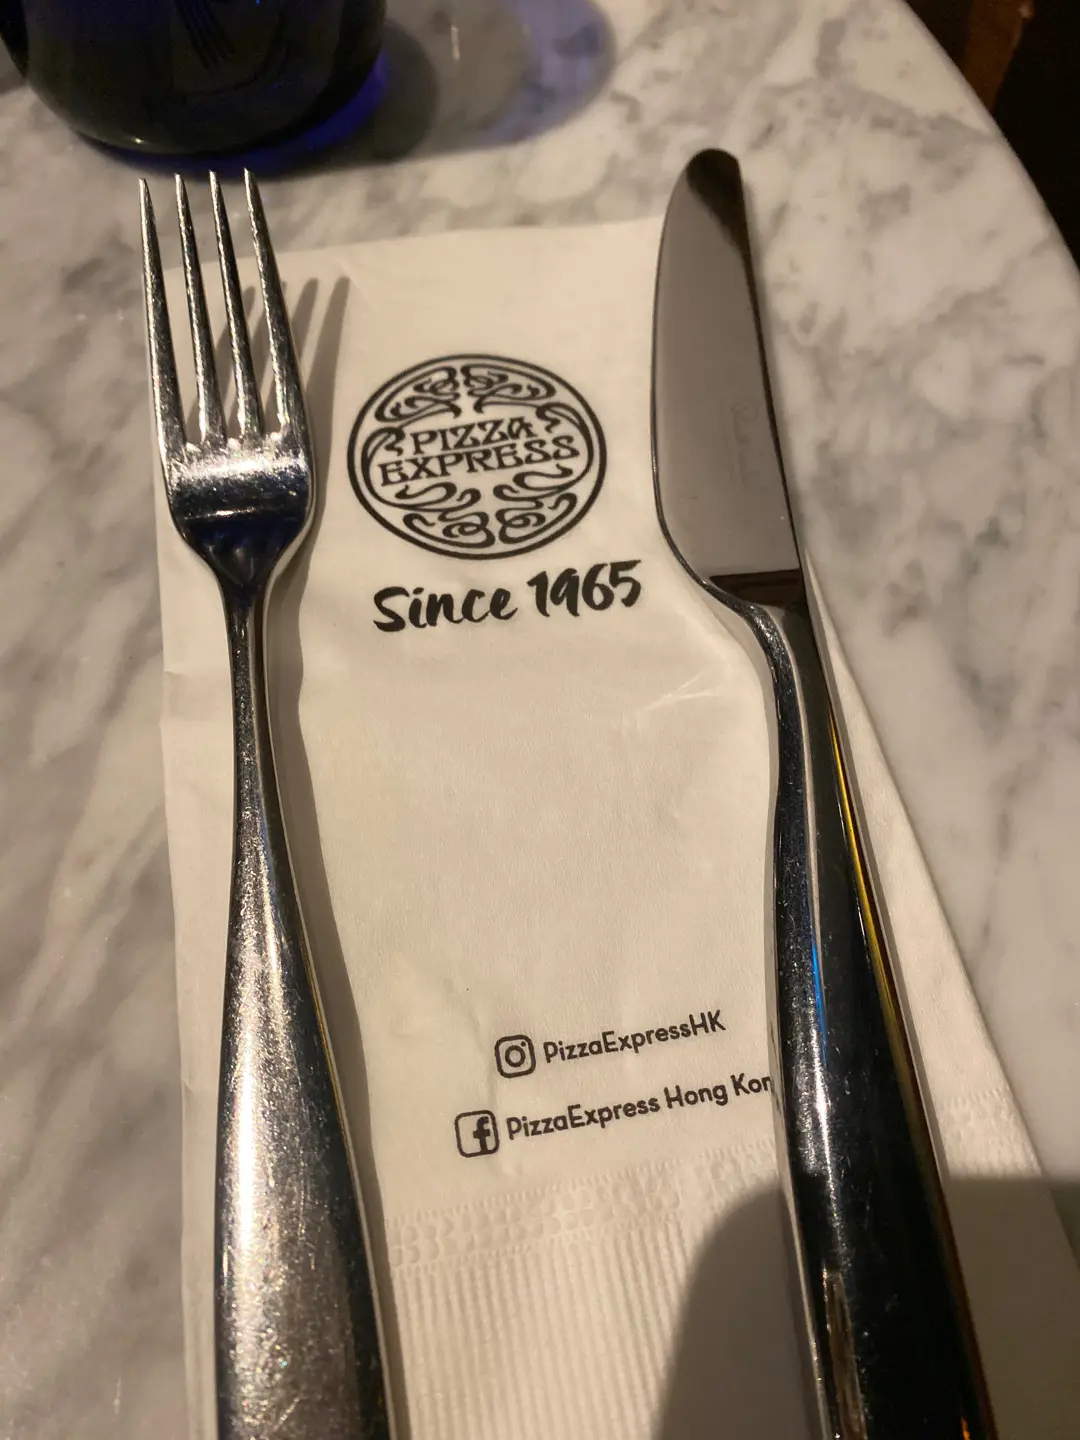 PIZZA
EXPRESS
Since 1965
PizzaExpressHK
PizzaExpress Hong Kon